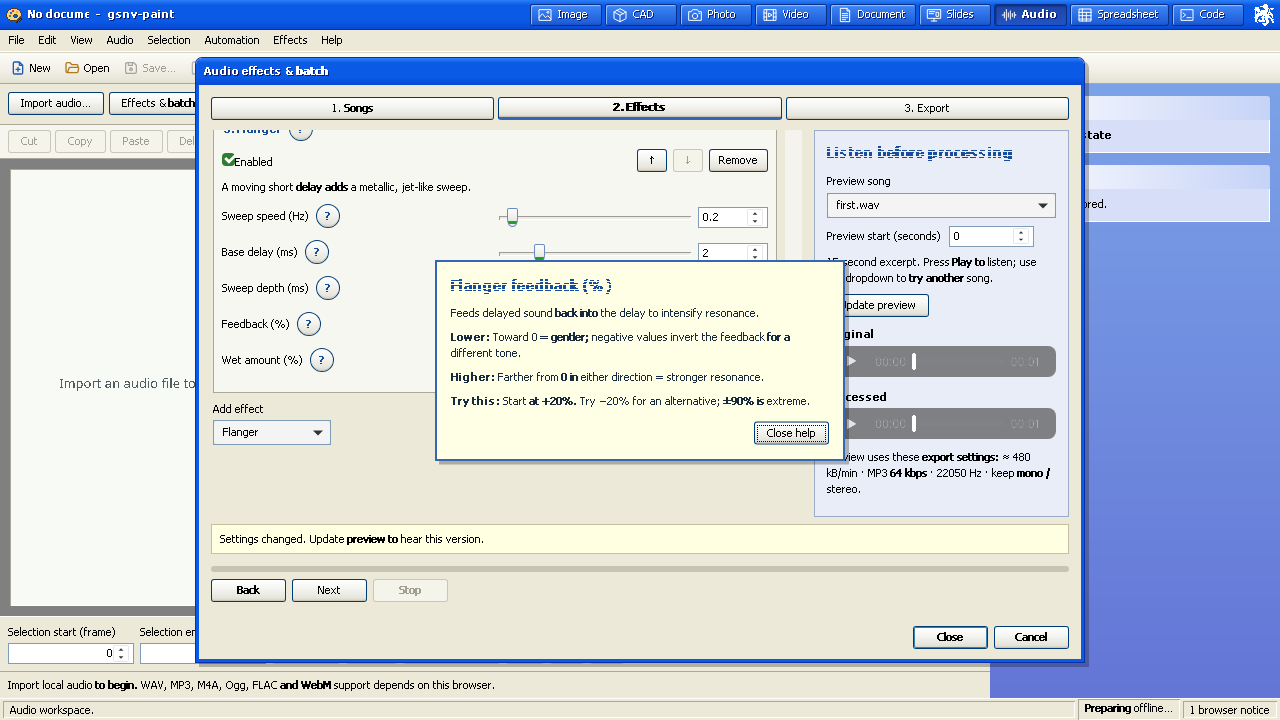 No docume - gsnv-paint
Image
CAD
Photo
Video
Document
Slides
Audio
Spreadsheet
Code
File Edit View Audio Selection Automation Effects Help
New Open Save...
Audio effects & batch
Import audio...
Effects & batch
1. Songs
2. Effects
3. Export
Cut
Copy
Paste
Flanger
?
Enabled
↑
↓
Remove
A moving short delay adds a metallic, jet-like sweep.
Sweep speed (Hz) ? 0.2
Base delay (ms) ? 2
Sweep depth (ms) ?
Feedback (%) ?
Wet amount (%) ?
Add effect
Flanger
Flanger feedback (%)
Feeds delayed sound back into the delay to intensify resonance.
Lower: Toward 0 = gentler; negative values invert the feedback for a
different tone.
Higher: Farther from 0 in either direction = stronger resonance.
Try this: Start at +20%. Try −20% for an alternative; ±90% is extreme.
Close help
Listen before processing
Preview song
first.wav
Preview start (seconds) 0
second excerpt. Press Play to listen; use
dropdown to try another song.
preview
00:00 00:01
00:00 00:01
uses these export settings: ≈ 480
kB/min · MP3 64 kbps · 22050 Hz · keep mono /
stereo.
Import an audio file to
Settings changed. Update preview to hear this version.
Back
Next
Stop
Close
Cancel
Selection start (frame)
0
Selection
Import local audio to begin. WAV, MP3, M4A, Ogg, FLAC and WebM support depends on this browser.
Audio workspace.
Preparing offline...
1 browser notice